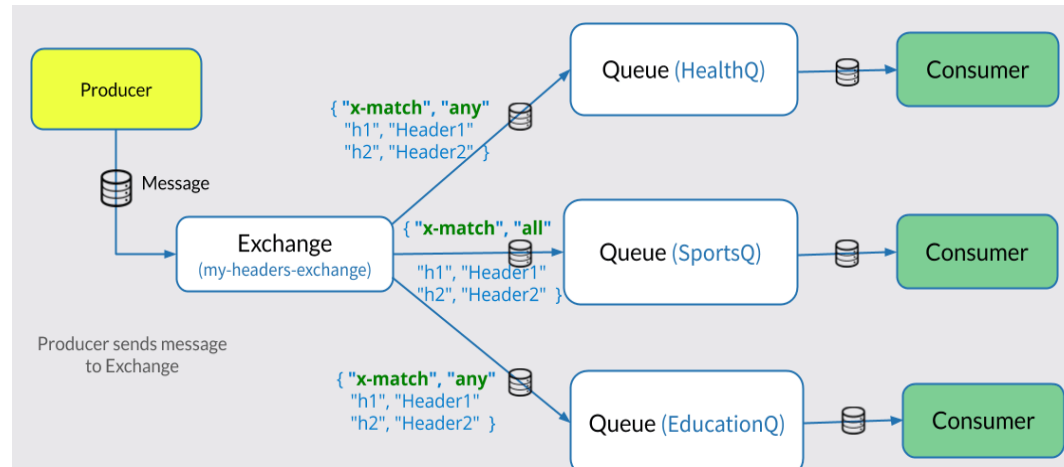 Producer
Message
Exchange
(my-headers-exchange)
Producer sends message
to Exchange
{ "x-match", "any"
"h1", "Header1"
"h2", "Header2" }
Queue (HealthQ)
Consumer
{ "x-match", "all"
"h1", "Header1"
"h2", "Header2" }
Queue (SportsQ)
Consumer
{ "x-match", "any"
"h1", "Header1"
"h2", "Header2" }
Queue (EducationQ)
Consumer